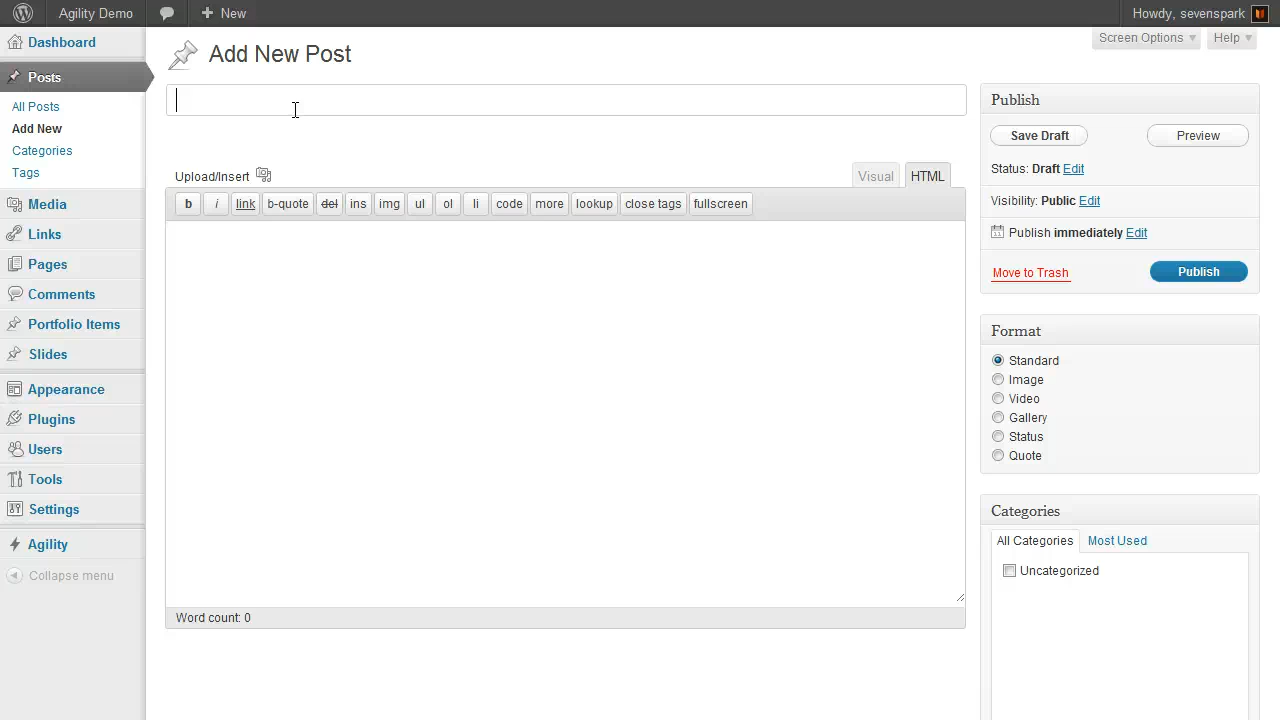 Agility Demo
New
Howdy, sevenspark
Screen Options
Help
Dashboard
Posts
All Posts
Add New
Categories
Tags
Media
Links
Pages
Comments
Portfolio Items
Slides
Appearance
Plugins
Users
Tools
Settings
Agility
Collapse menu
Add New Post
Upload/Insert
Visual
HTML
b
i
link
b-quote
del
ins
img
ul
ol
li
code
more
lookup
close tags
fullscreen
Word count: 0
Publish
Save Draft
Preview
Status: Draft Edit
Visibility: Public Edit
Publish immediately Edit
Move to Trash
Publish
Format
Standard
Image
Video
Gallery
Status
Quote
Categories
All Categories
Most Used
Uncategorized